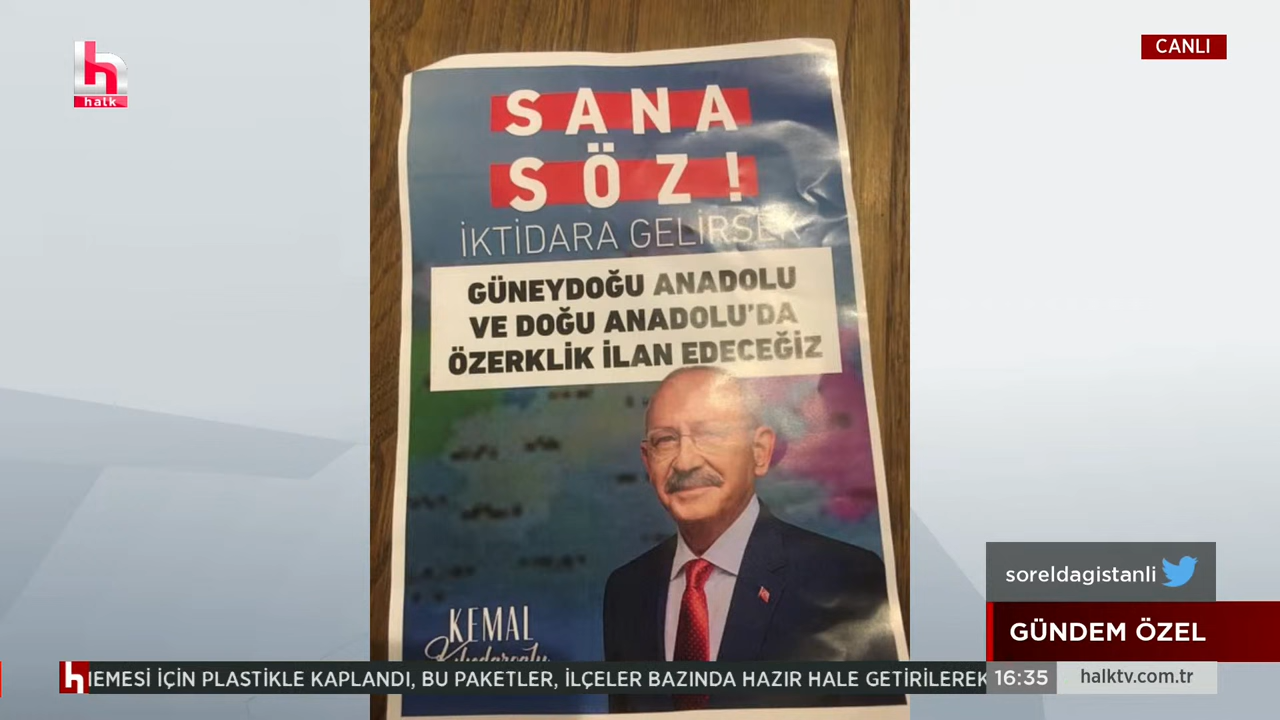 halk
CANLI
SANA
SÖZ!
İKTİDARA GELİRSEK
GÜNEYDOĞU ANADOLU
VE DOĞU ANADOLU'DA
ÖZERKLİK İLAN EDECEĞİZ
KEMAL
Kılıçdaroğlu
soreldagistanli
GÜNDEM ÖZEL
İÇİN PLASTİKLE KAPLANDI, BU PAKETLER, İLÇELER BAZINDA HAZIR HALE GETİRİLEREK
16:35
halktv.com.tr